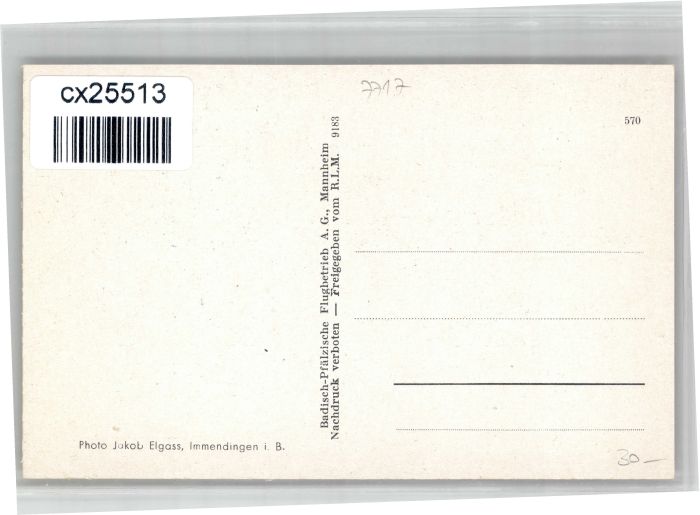 cx25513
7717
570
Badisch-Pfälzische Flugbetrieb A. G., Mannheim
Nachdruck verboten — Freigegeben vom R.L.M. 9183
Photo Jakob Elgass, Immendingen i. B.
30—